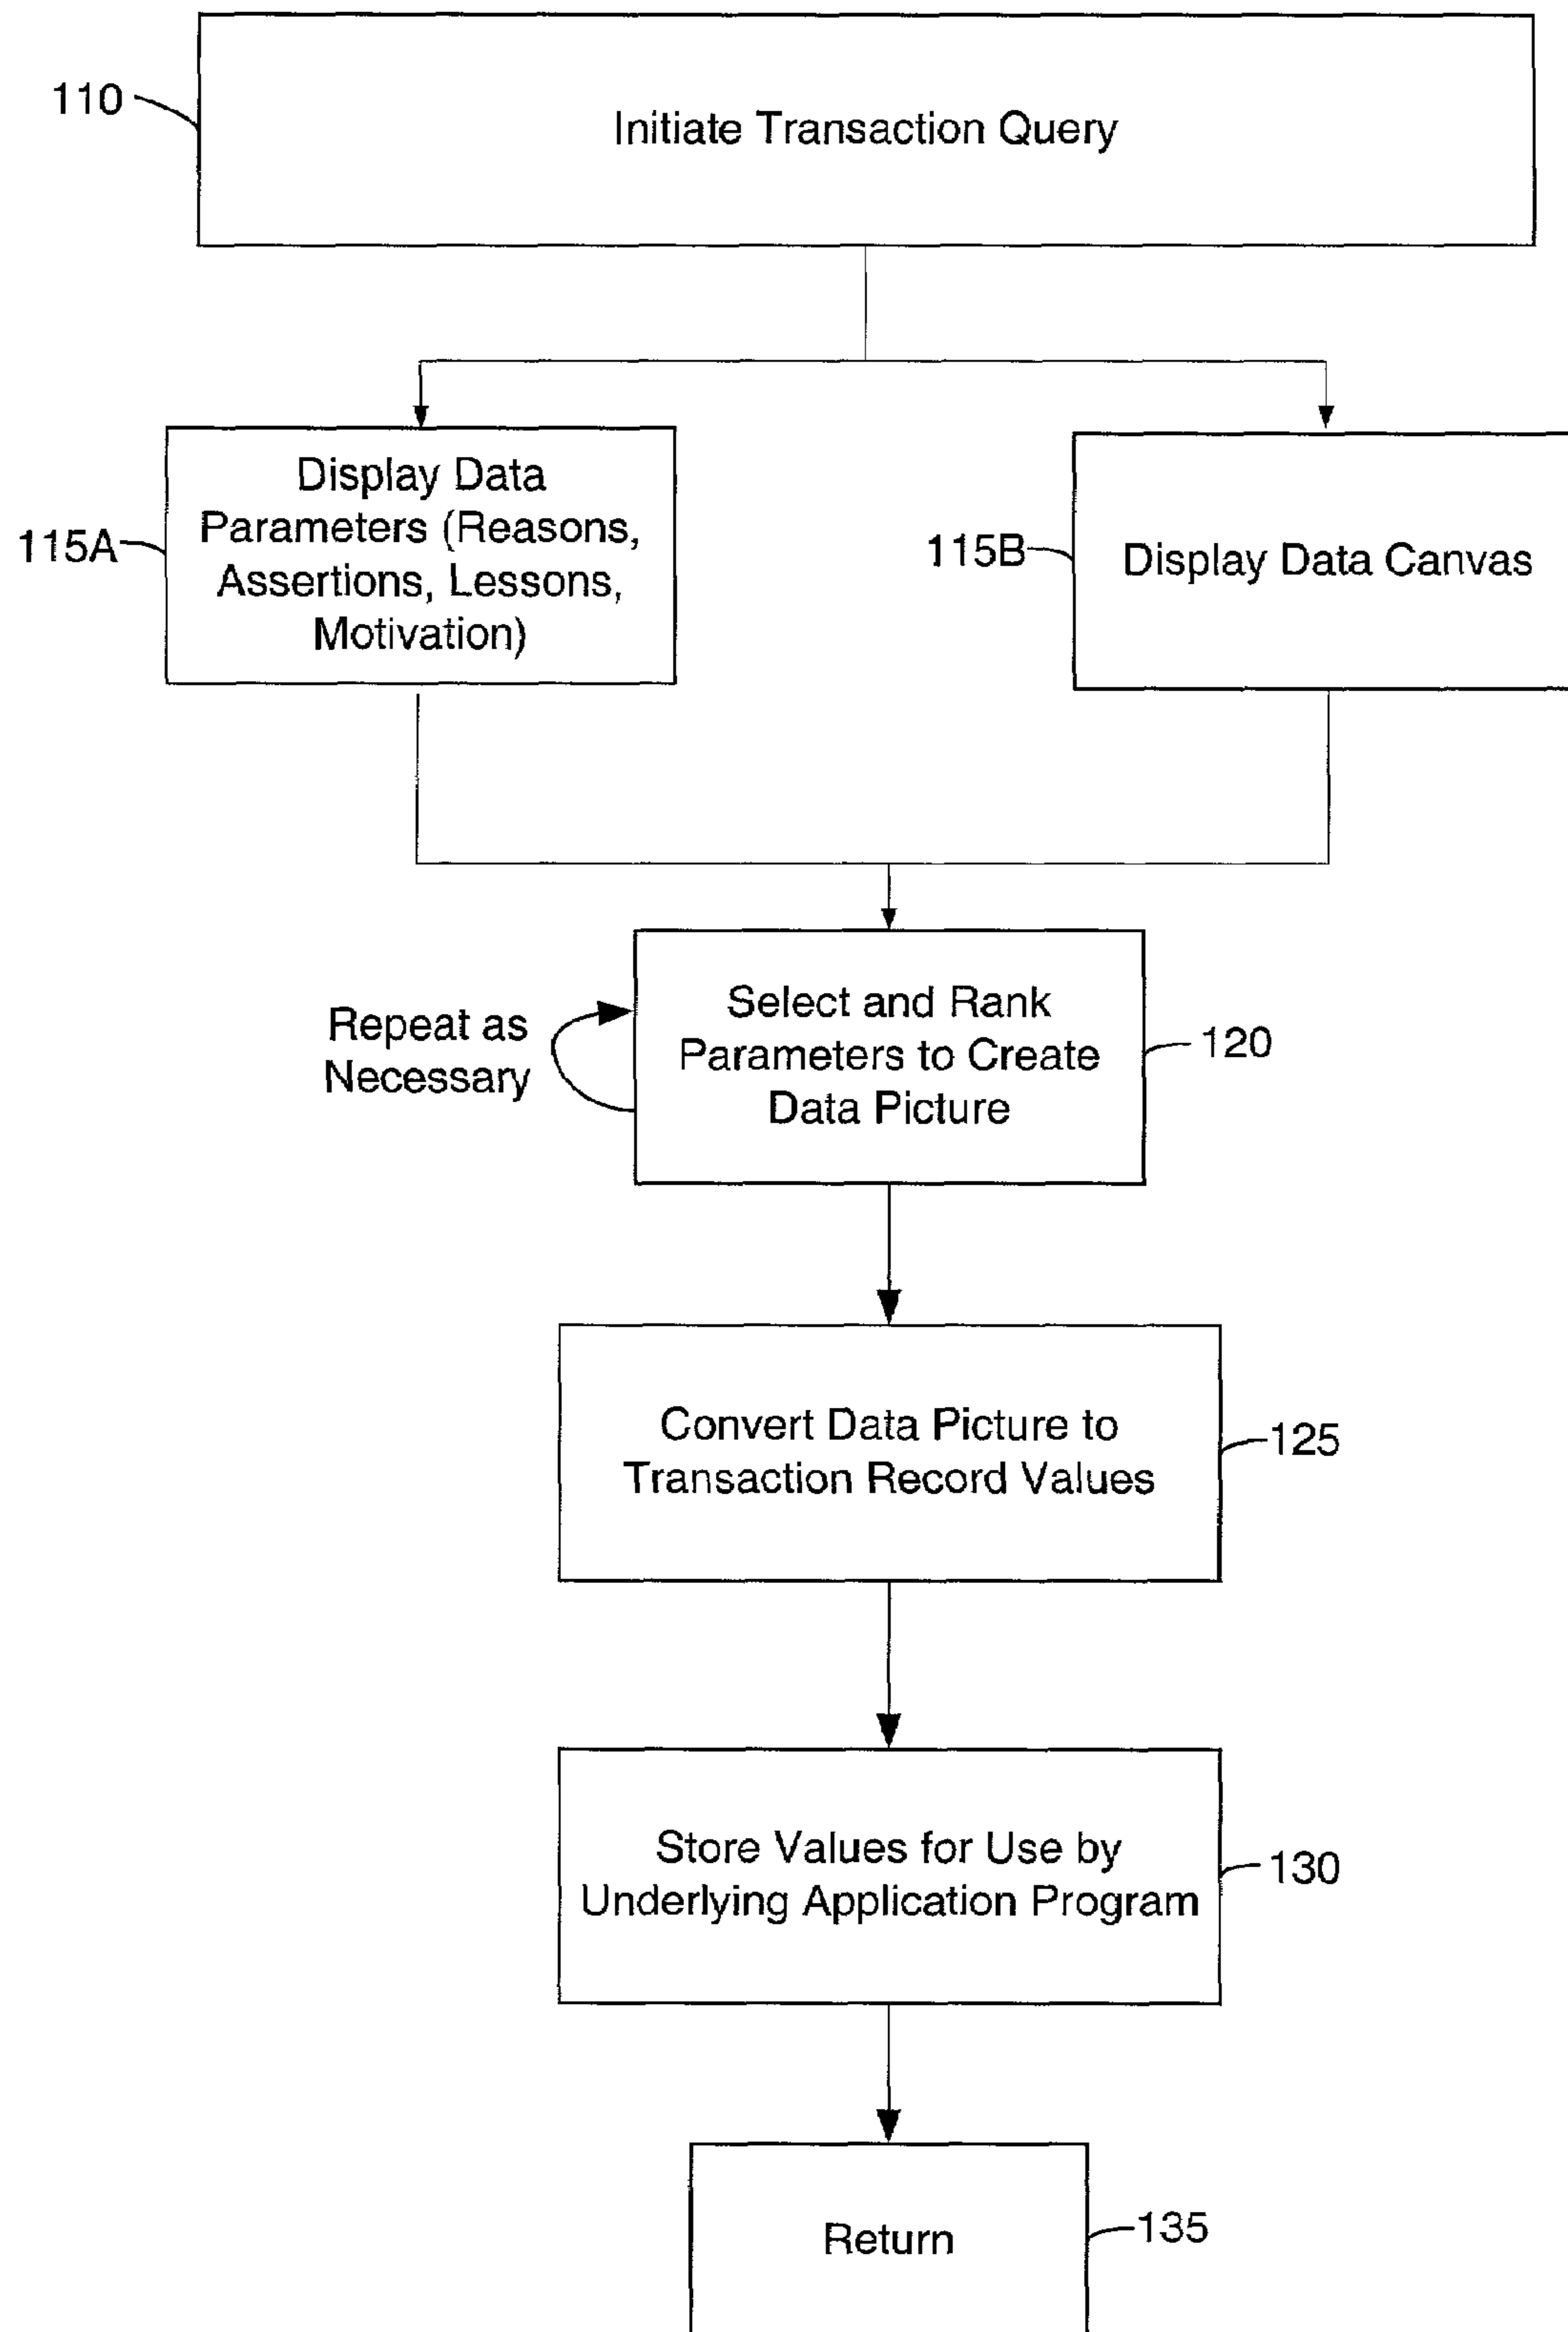 110
Initiate Transaction Query
115A
Display Data
Parameters (Reasons,
Assertions, Lessons,
Motivation)
115B
Display Data Canvas
Repeat as
Necessary
Select and Rank
Parameters to Create
Data Picture
120
Convert Data Picture to
Transaction Record Values
125
Store Values for Use by
Underlying Application Program
130
Return
135